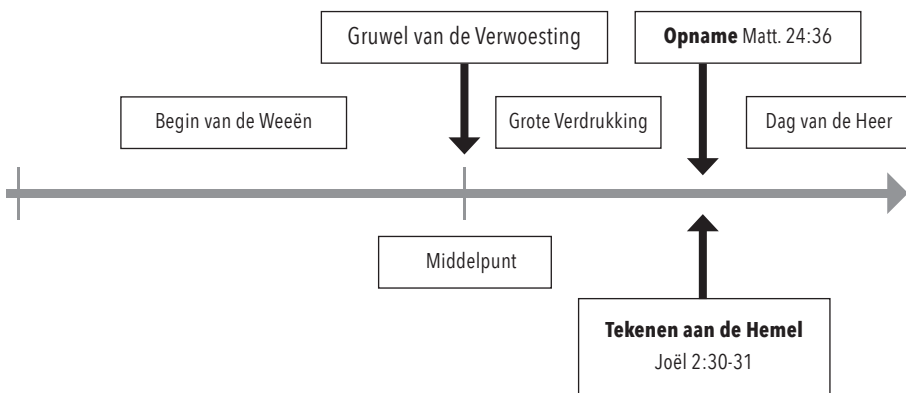 Gruwel van de Verwoesting
Opname Matt. 24:36
Begin van de Weeën
Grote Verdrukking
Dag van de Heer
Middelpunt
Tekenen aan de Hemel
Joël 2:30-31